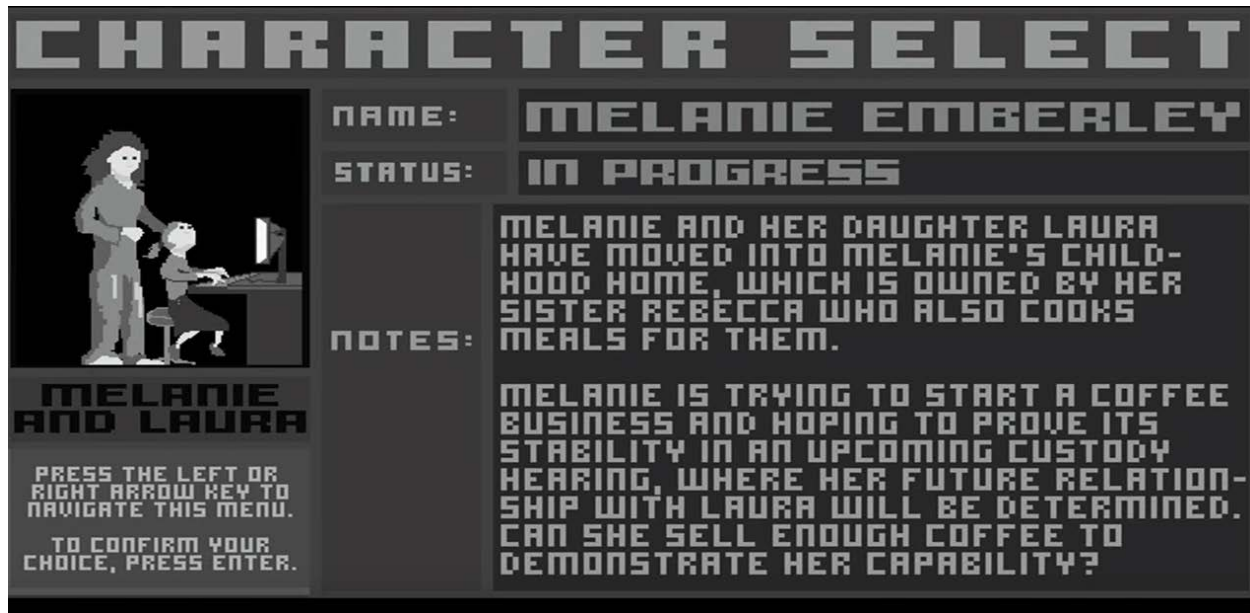 CHARACTER SELECT
NAME: MELANIE EMBERLEY
STATUS: IN PROGRESS
NOTES:
MELANIE AND HER DAUGHTER LAURA
HAVE MOVED INTO MELANIE'S CHILD-
HOOD HOME, WHICH IS OWNED BY HER
SISTER REBECCA WHO ALSO COOKS
MEALS FOR THEM.
MELANIE IS TRYING TO START A COFFEE
BUSINESS AND HOPING TO PROVE ITS
STABILITY IN AN UPCOMING CUSTODY
HEARING, WHERE HER FUTURE RELATION-
SHIP WITH LAURA WILL BE DETERMINED.
CAN SHE SELL ENOUGH COFFEE TO
DEMONSTRATE HER CAPABILITY?
MELANIE
AND LAURA
PRESS THE LEFT OR
RIGHT ARROW KEY TO
NAVIGATE THIS MENU.
TO CONFIRM YOUR
CHOICE, PRESS ENTER.